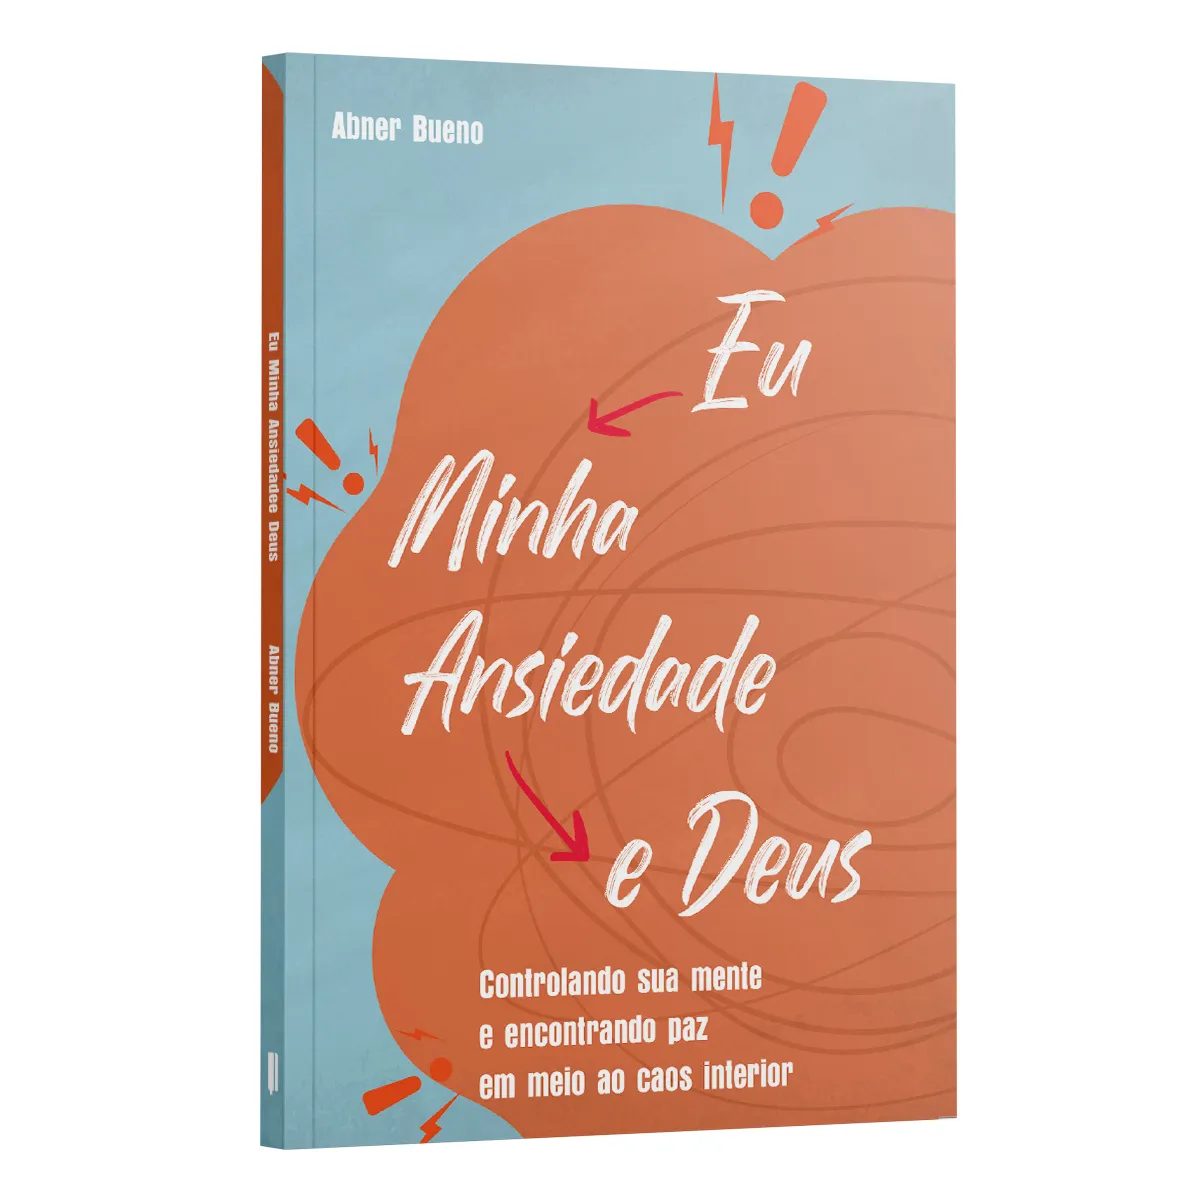 Abner Bueno
Eu
Minha
Ansiedade
e Deus
Controlando sua mente
e encontrando paz
em meio ao caos interior
Eu Minha Ansiedadee Deus
Abner Bueno